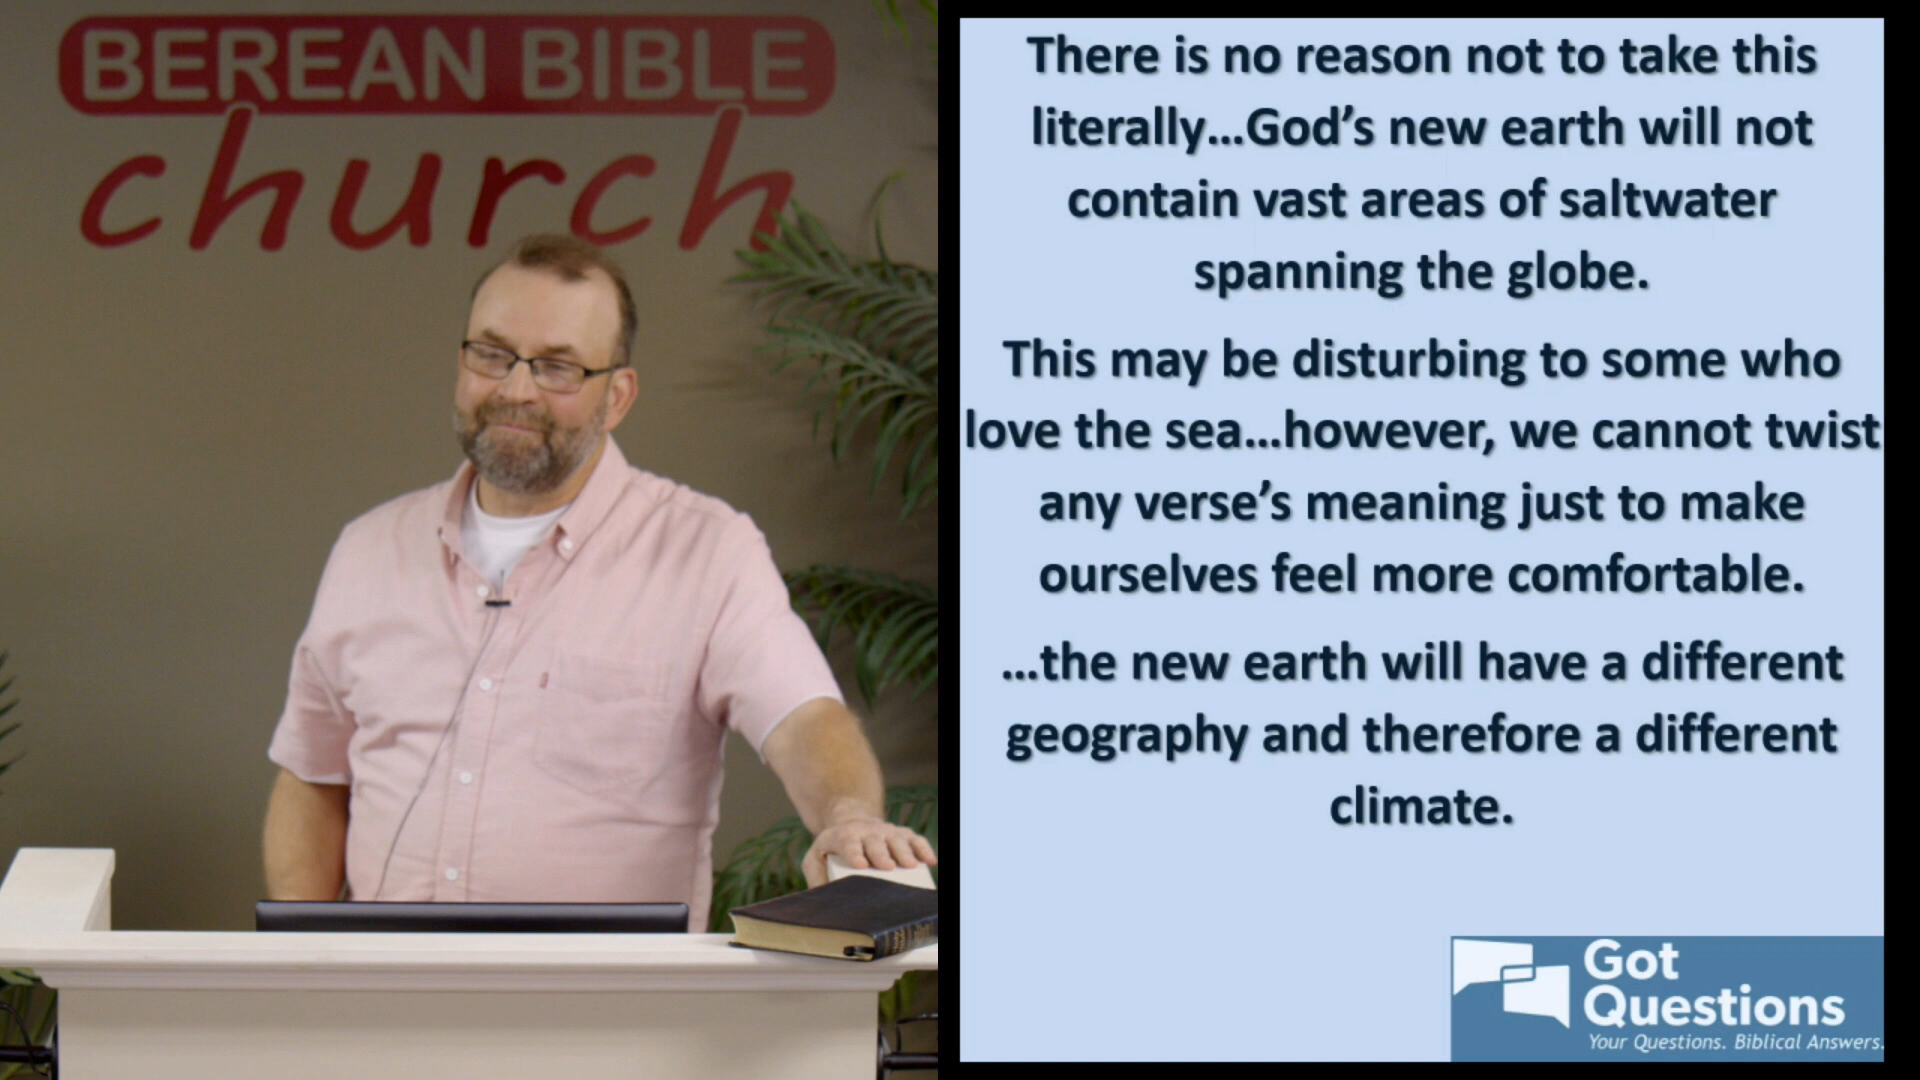 BEREAN BIBLE
church
There is no reason not to take this
literally...God's new earth will not
contain vast areas of saltwater
spanning the globe.
This may be disturbing to some who
love the sea...however, we cannot twist
any verse's meaning just to make
ourselves feel more comfortable.
...the new earth will have a different
geography and therefore a different
climate.
Got
Questions
Your Questions. Biblical Answers.